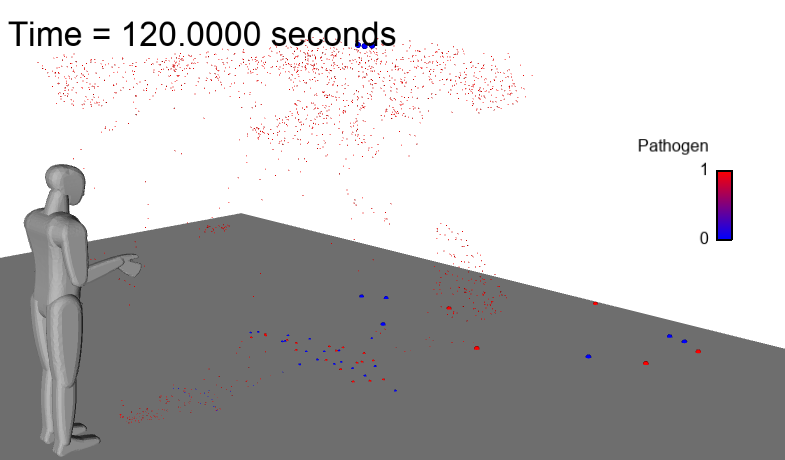 Time = 120.0000 seconds
Pathogen
1
0